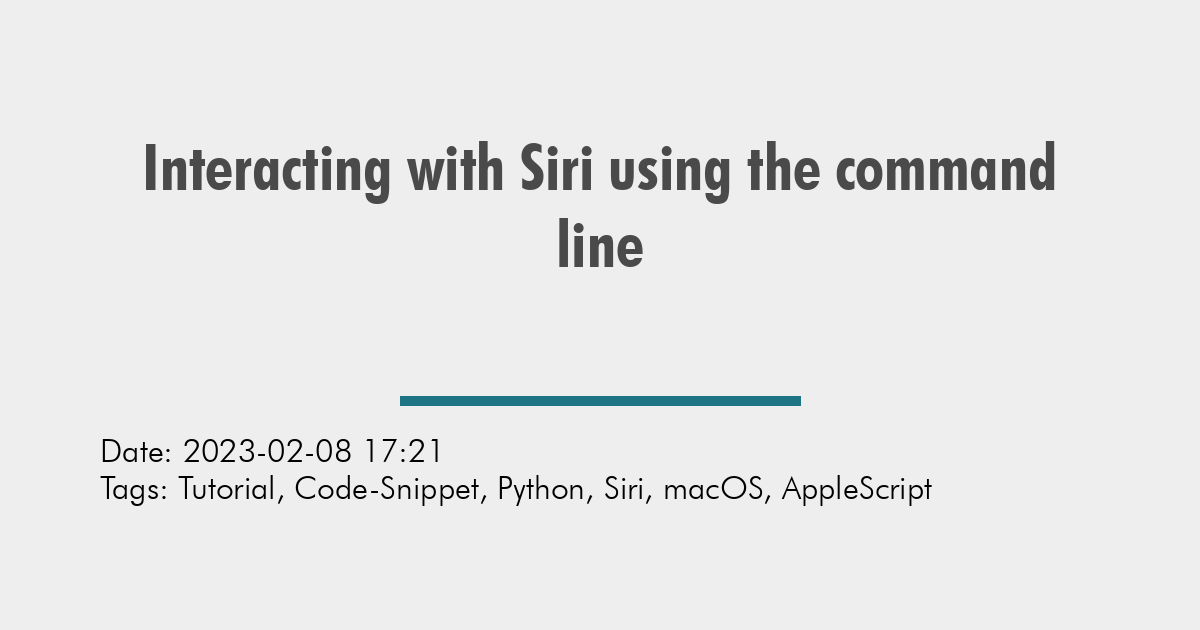 Interacting with Siri using the command
line
Date: 2023-02-08 17:21
Tags: Tutorial, Code-Snippet, Python, Siri, macOS, AppleScript